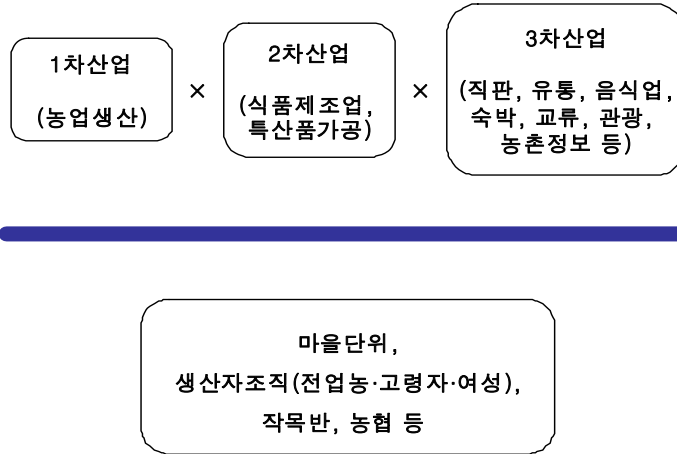 1차산업
(농업생산)
×
2차산업
(식품제조업,
특산품가공)
×
3차산업
(직판, 유통, 음식업,
숙박, 교류, 관광,
농촌정보 등)
마을단위,
생산자조직(전업농·고령자·여성),
작목반, 농협 등